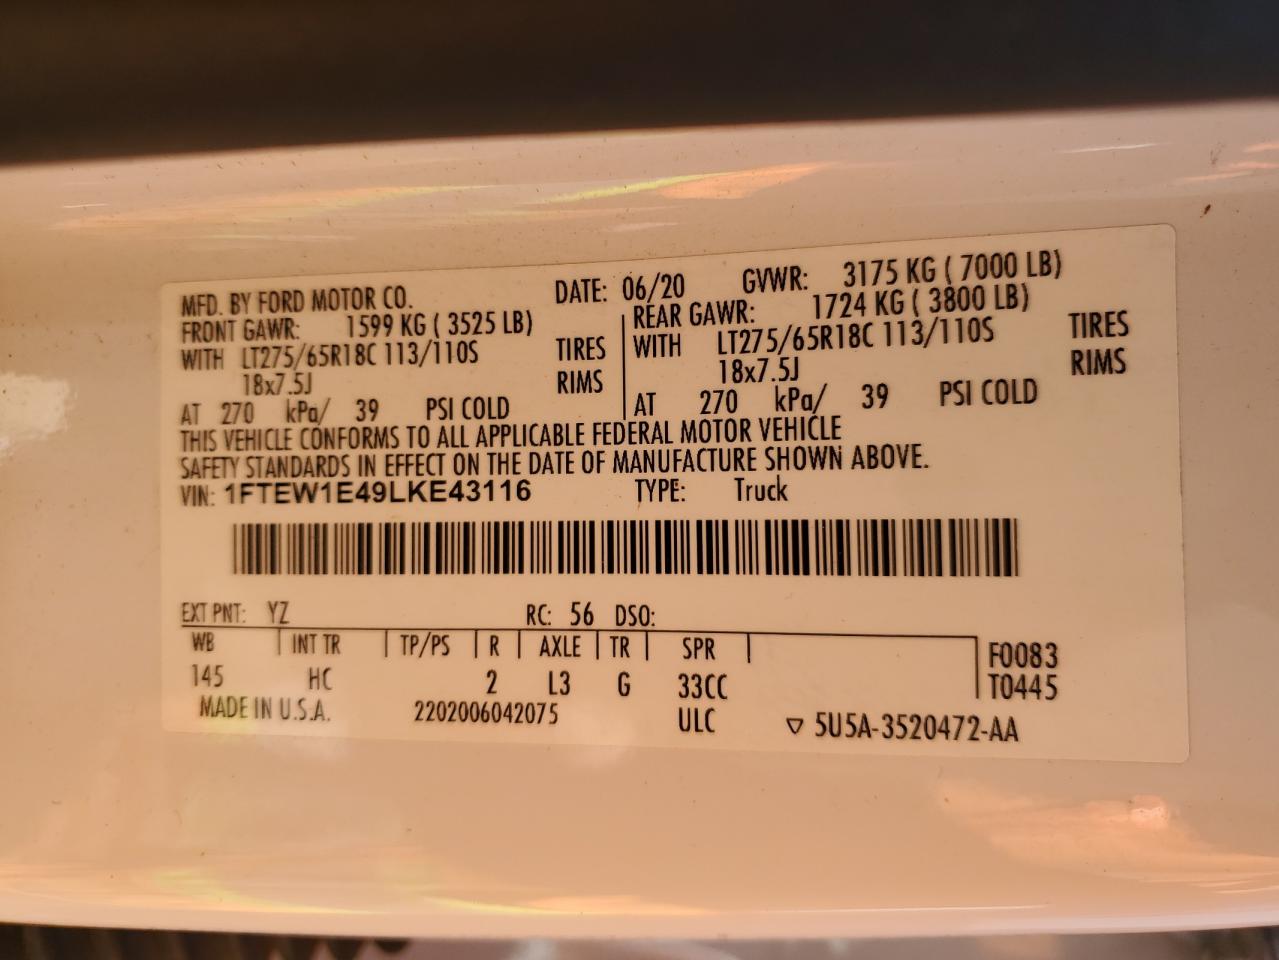 MFD. BY FORD MOTOR CO. DATE: 06/20 GVWR: 3175 KG ( 7000 LB)
FRONT GAWR: 1599 KG ( 3525 LB) REAR GAWR: 1724 KG ( 3800 LB)
WITH LT275/65R18C 113/110S TIRES WITH LT275/65R18C 113/110S TIRES
18x7.5J RIMS 18x7.5J RIMS
AT 270 kPa/ 39 PSI COLD AT 270 kPa/ 39 PSI COLD
THIS VEHICLE CONFORMS TO ALL APPLICABLE FEDERAL MOTOR VEHICLE
SAFETY STANDARDS IN EFFECT ON THE DATE OF MANUFACTURE SHOWN ABOVE.
VIN: 1FTEW1E49LKE43116 TYPE: Truck
EXT PNT: YZ RC: 56 DSO:
WB INT TR TP/PS R AXLE TR SPR F0083
145 HC 2 L3 G 33CC T0445
MADE IN U.S.A. 2202006042075 ULC ▽ 5U5A-3520472-AA